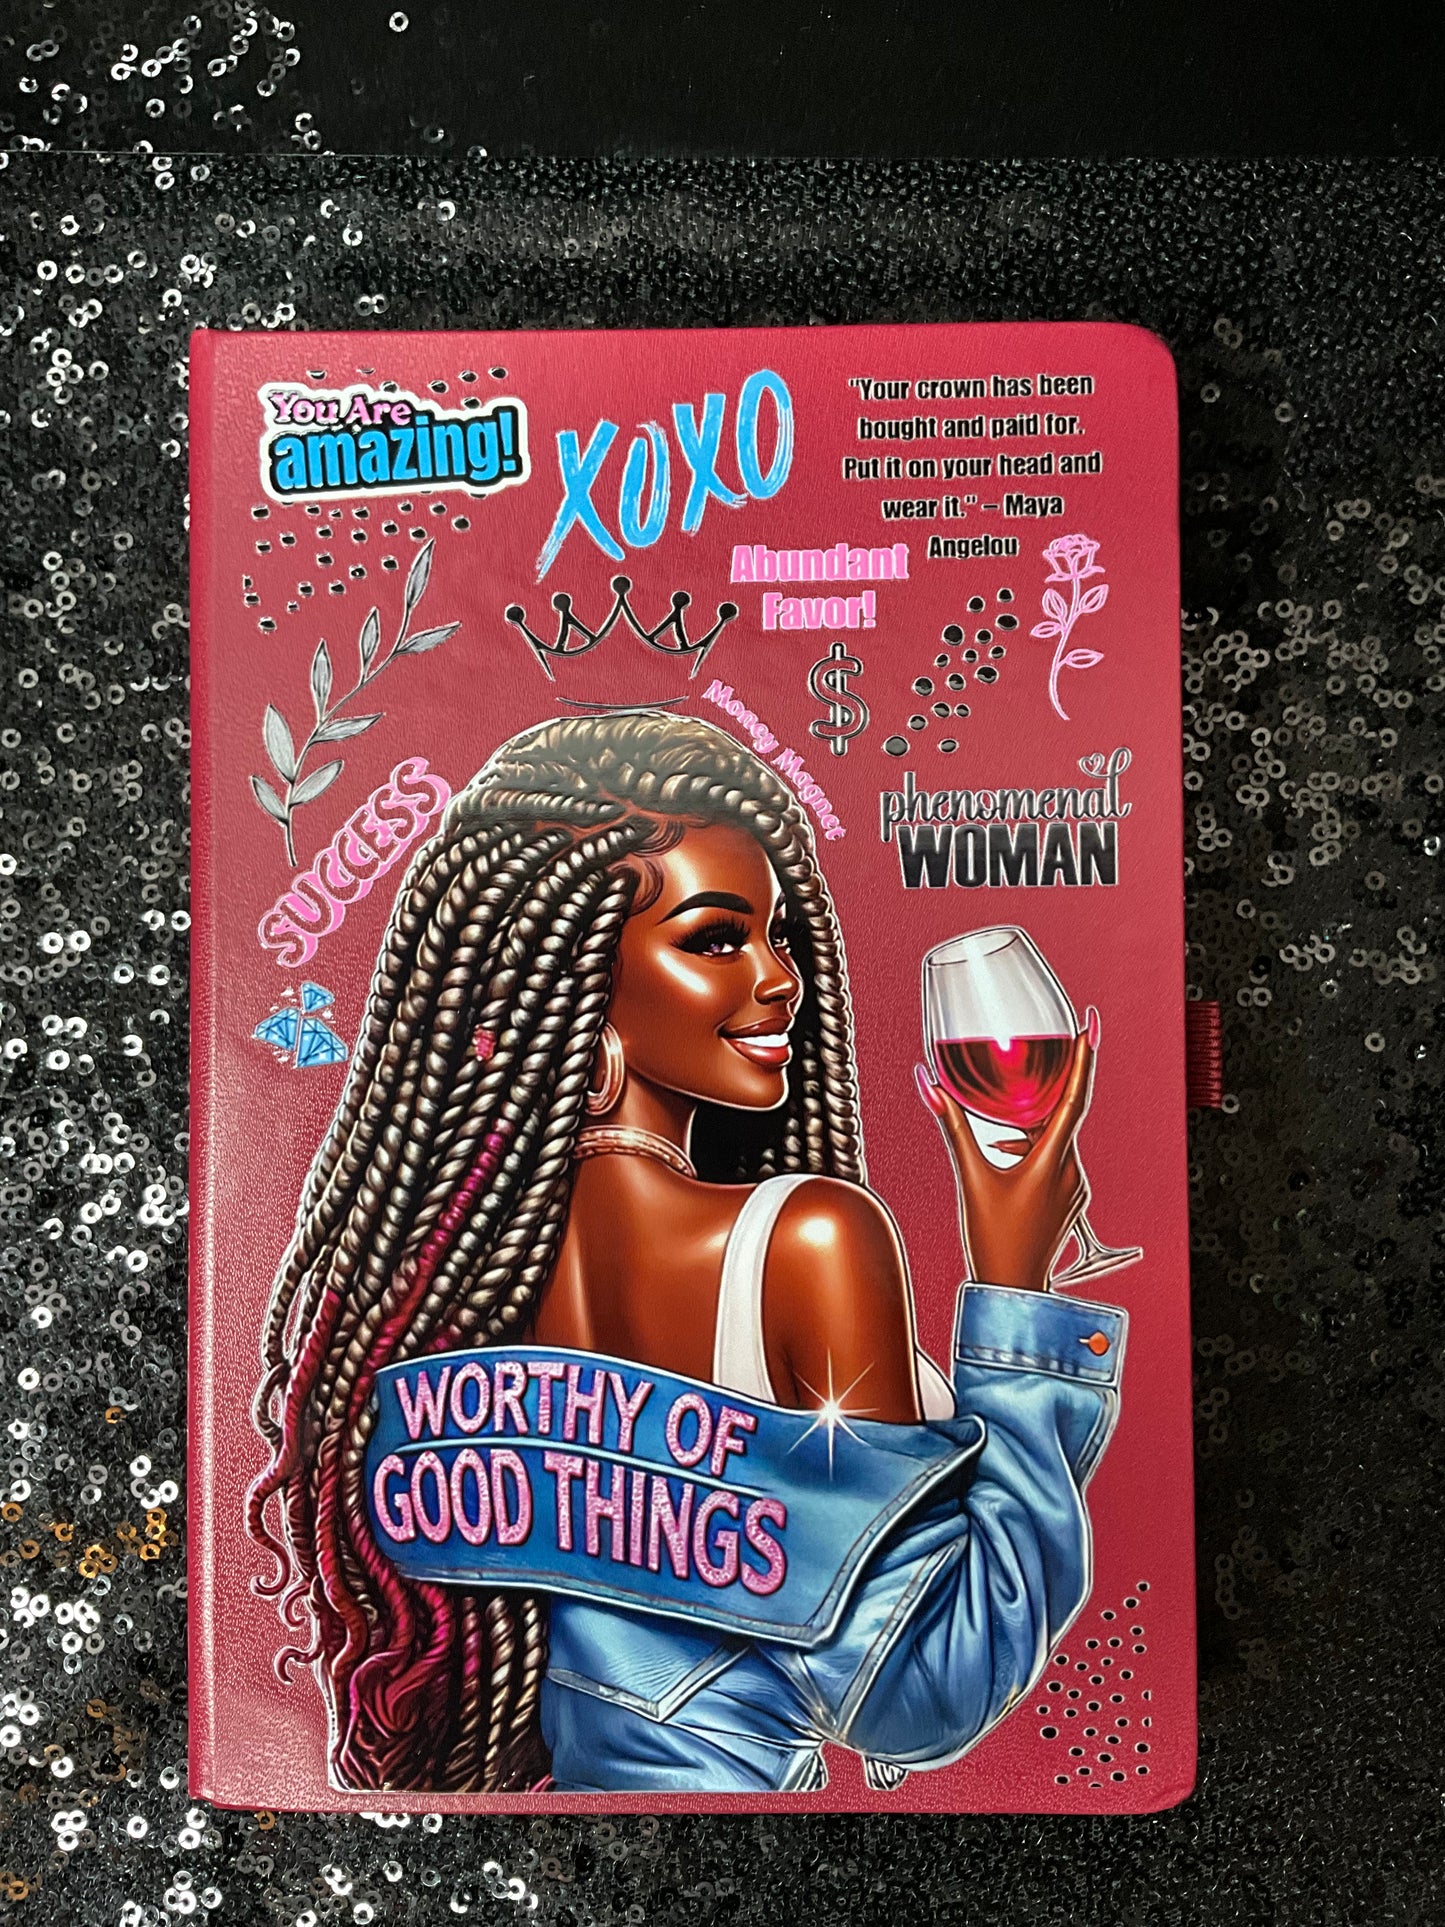 You Are
amazing!
XOXO
"Your crown has been
bought and paid for.
Put it on your head and
wear it." – Maya
Angelou
Abundant
Favor!
$
Money Magnet
SUCCESS
phenomenal
WOMAN
WORTHY OF
GOOD THINGS